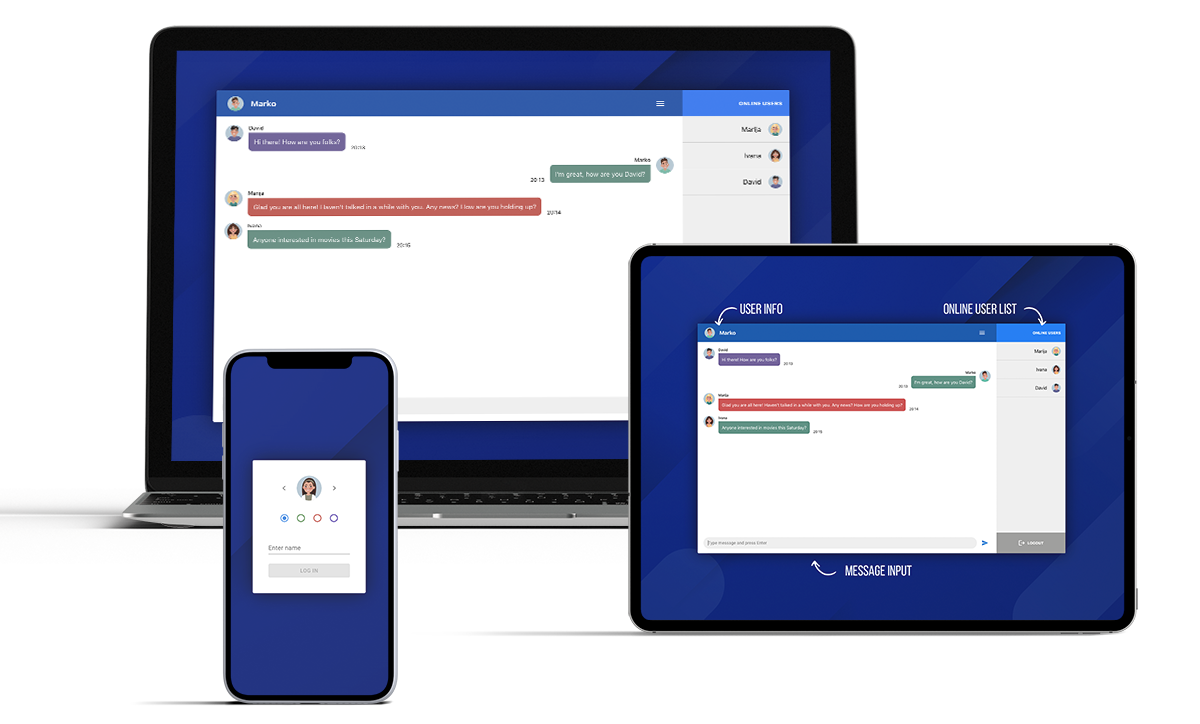 Marko
ONLINE USERS
David
Hi there! How are you folks?
20:13
Marko
20:13
I'm great, how are you David?
Marija
Glad you are all here! Haven't talked in a while with you. Any news? How are you holding up?
20:14
Ivana
Anyone interested in movies this Saturday?
20:15
Marija
Ivana
David
USER INFO
ONLINE USER LIST
Marko
ONLINE USERS
David
Hi there! How are you folks?
20:13
Marko
20:13
I'm great, how are you David?
Marija
Glad you are all here! Haven't talked in a while with you. Any news? How are you holding up?
20:14
Ivana
Anyone interested in movies this Saturday?
20:15
Marija
Ivana
David
Type message and press Enter
LOGOUT
MESSAGE INPUT
Enter name
LOG IN